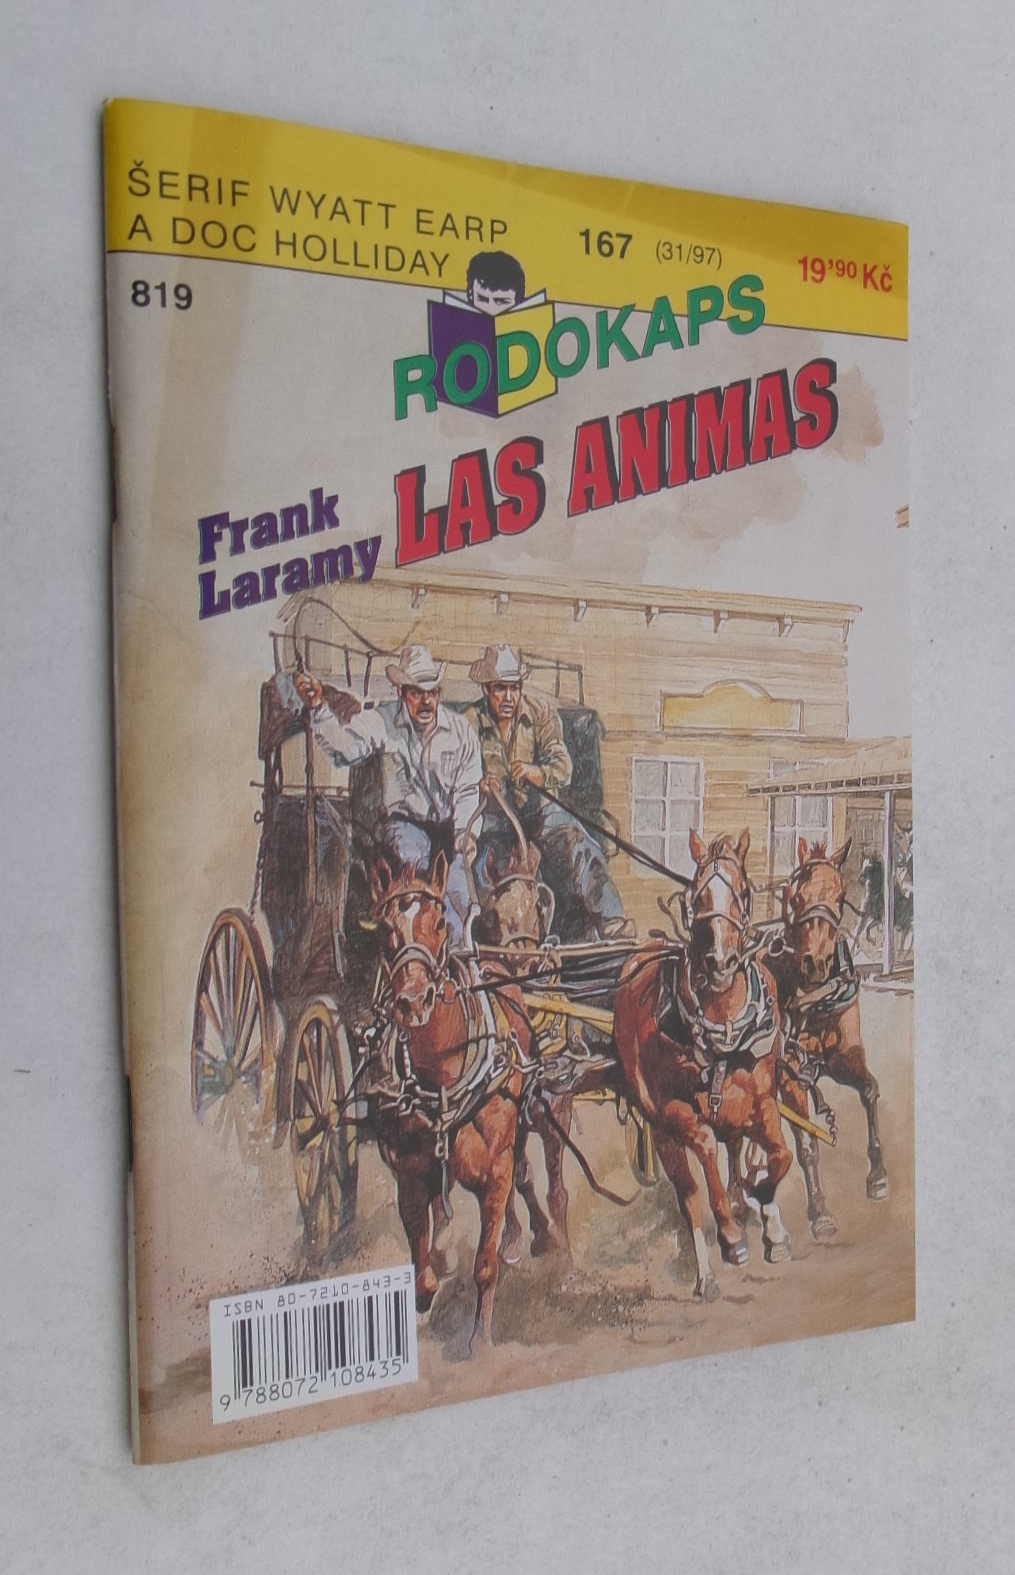 ŠERIF WYATT EARP
A DOC HOLLIDAY
167 (31/97)
19'90 Kč
819
RODOKAPS
LAS ANIMAS
Frank
Laramy
ISBN 80-7210-843-3
9 788072 108435